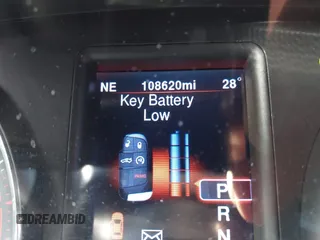 NE 108620mi 28°
Key Battery
Low
P
R
N
DREAMBID